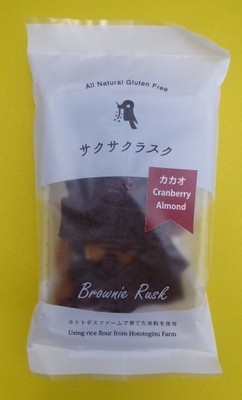 All Natural Gluten Free
サクサクラスク
カカオ
Cranberry
Almond
Brownie Rusk
ホトトギスファームで育てた米粉を使用
Using rice flour from Hototogisu Farm